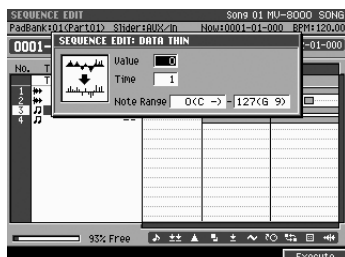 SEQUENCE EDIT Song 01 MV-8000 SONG
PadBank:01(Part01) Slider:AUX/In Now:0001-01-000 BPM:120.00
SEQUENCE EDIT: DATA THIN
0001- -01-000
Value 0
Time 1
Note Range 0(C -) - 127(G 9)
No. T
1
2
3
4
93% Free
Execute